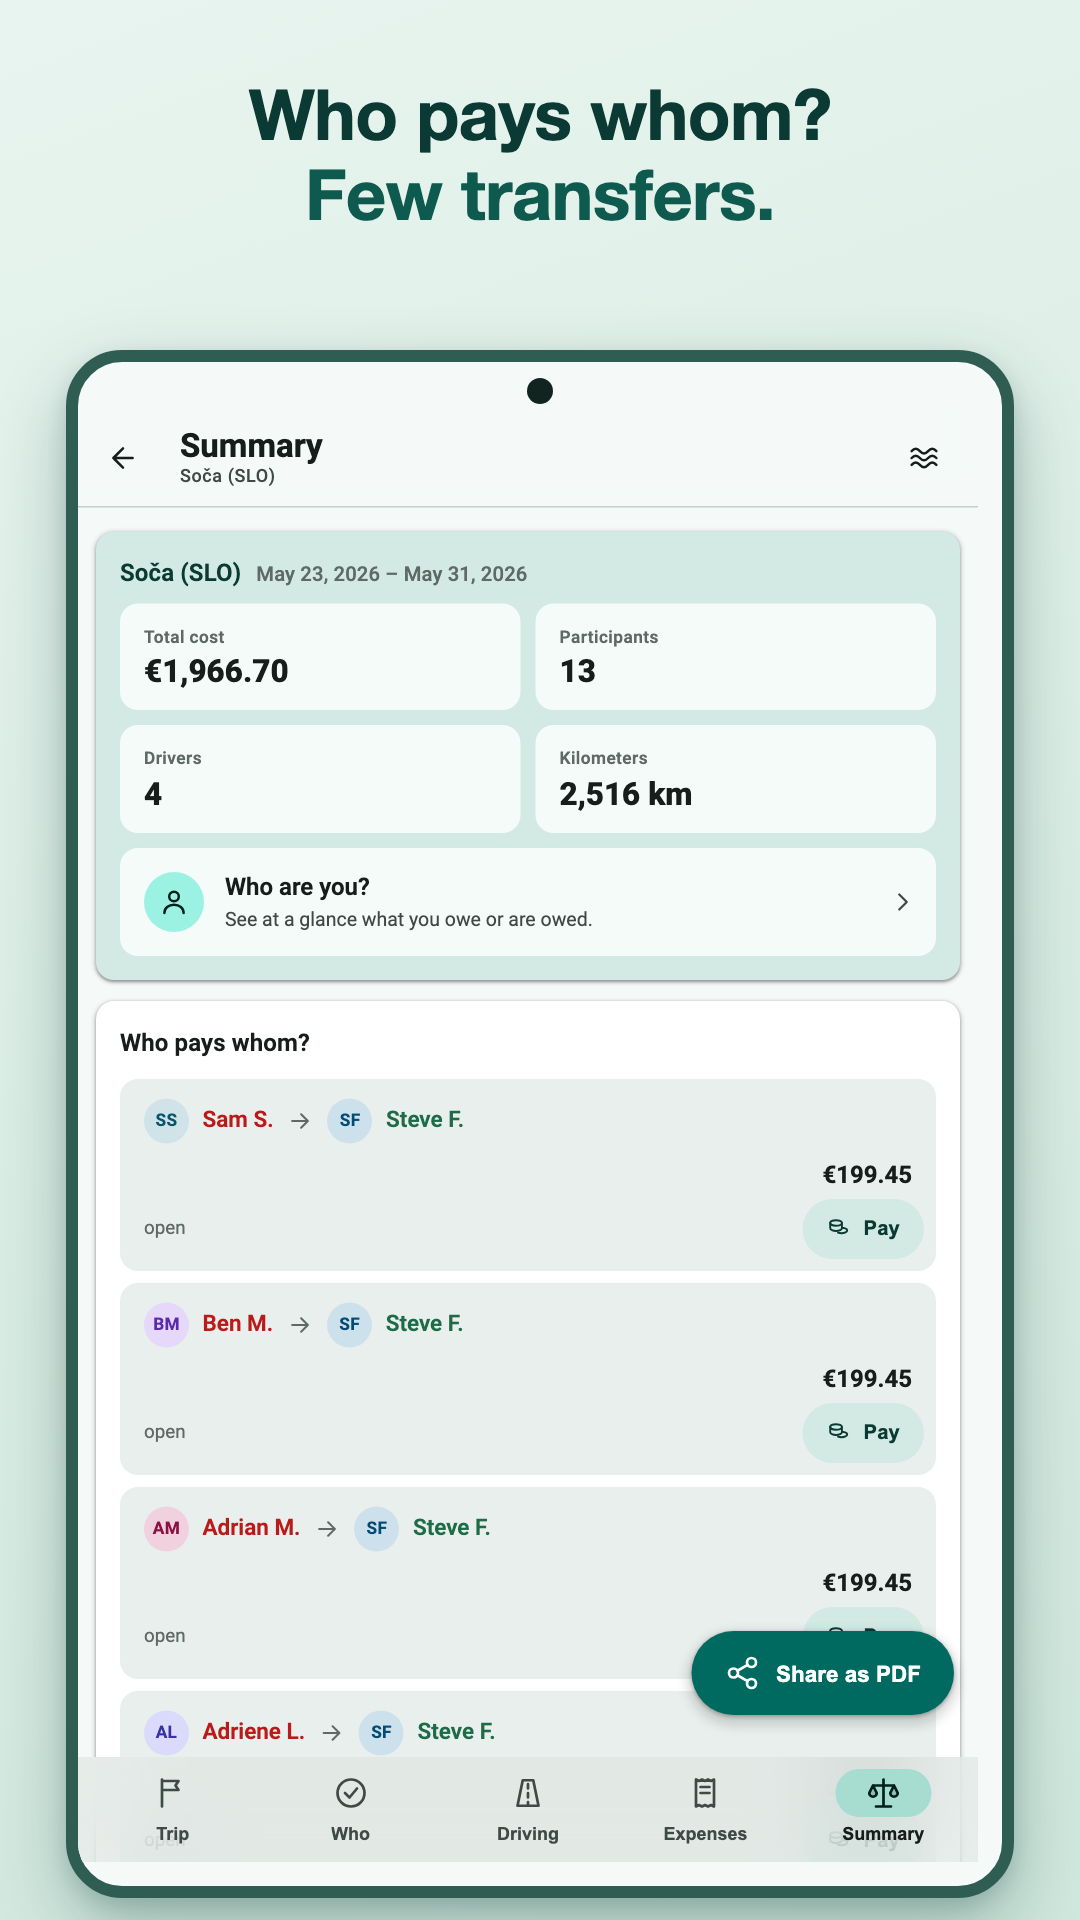 Who pays whom?
Few transfers.
Summary
Soča (SLO)
Soča (SLO) May 23, 2026 – May 31, 2026
Total cost
€1,966.70
Participants
13
Drivers
4
Kilometers
2,516 km
Who are you?
See at a glance what you owe or are owed.
Who pays whom?
SS Sam S. → SF Steve F.
€199.45
open
Pay
BM Ben M. → SF Steve F.
€199.45
open
Pay
AM Adrian M. → SF Steve F.
€199.45
open
Share as PDF
AL Adriene L. → SF Steve F.
Trip
Who
Driving
Expenses
Summary